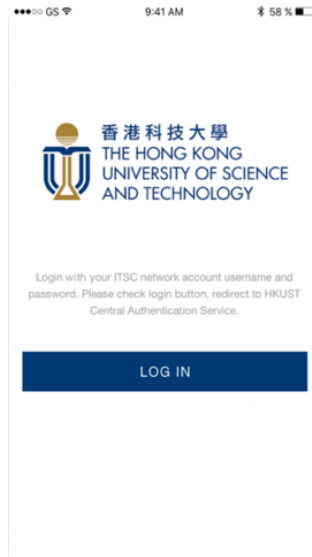 ●●●○○ GS 9:41 AM 58 %
香港科技大學
THE HONG KONG
UNIVERSITY OF SCIENCE
AND TECHNOLOGY
Login with your ITSC network account username and
password. Please check login button, redirect to HKUST
Central Authentication Service.
LOG IN